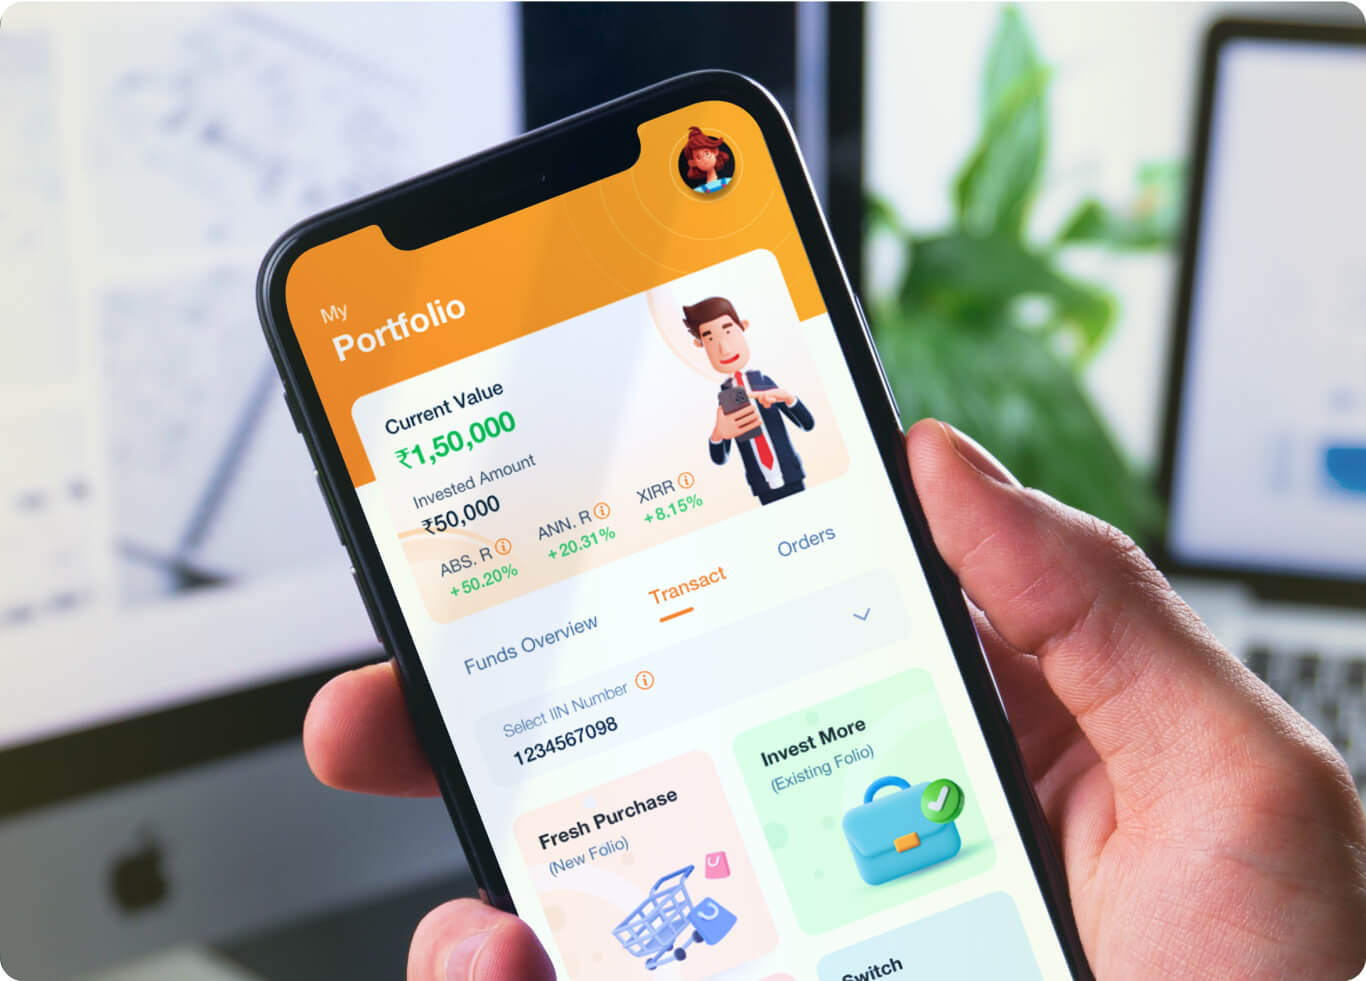 My
Portfolio
Current Value
₹1,50,000
Invested Amount
₹50,000
ABS. R
+50.20%
ANN. R
+20.31%
XIRR
+8.15%
Funds Overview
Transact
Orders
Select IIN Number
1234567098
Fresh Purchase
(New Folio)
Invest More
(Existing Folio)
Switch